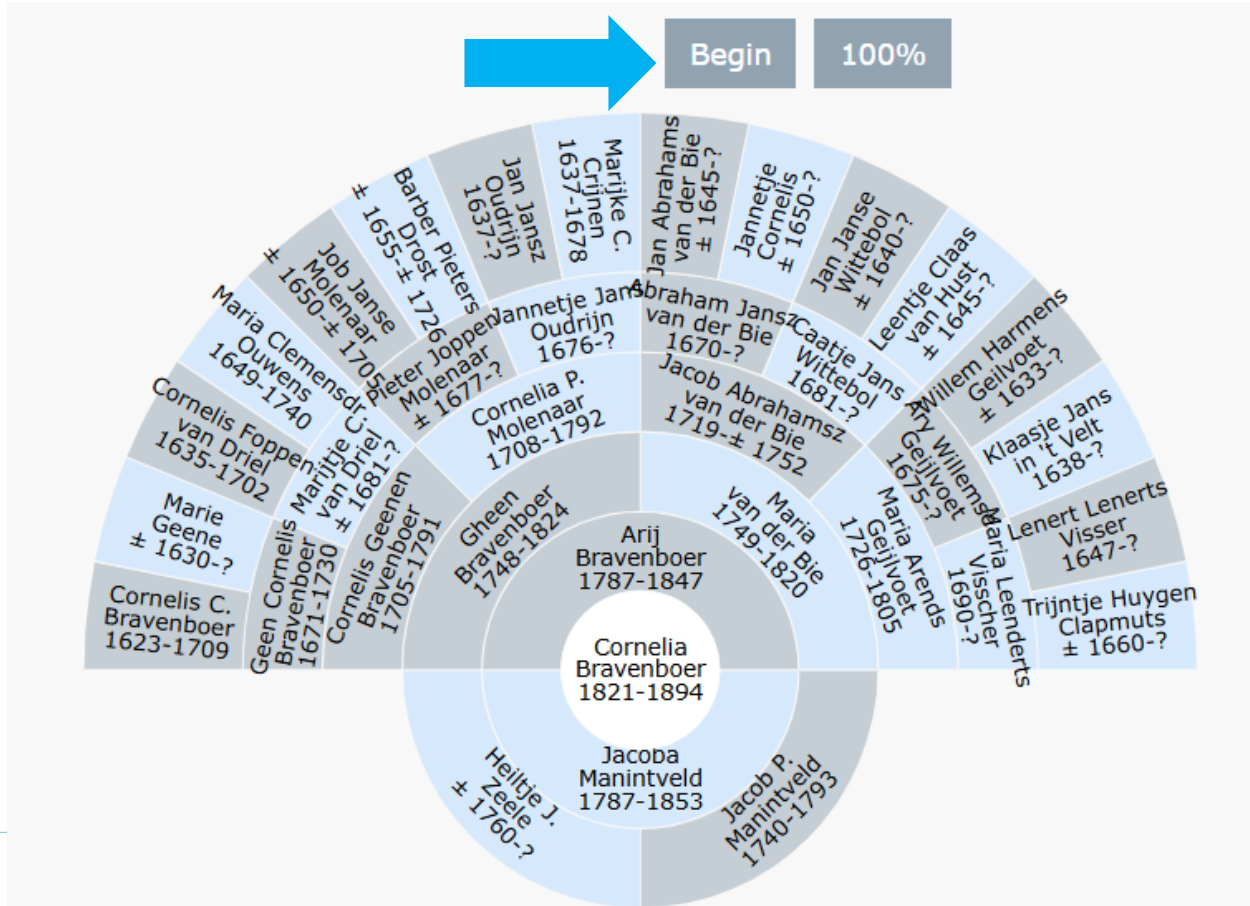 Begin
100%
Cornelis C.
Bravenboer
1623-1709
Marie
Geene
± 1630-?
Cornelis Foppen
van Driel
1635-1702
Maria Clemensdr.
Ouwens
1649-1740
Job Janse
Molenaar
± 1650-± 1705
Barber Pieters
Drost
± 1655-± 1726
Jan Jansz
Oudrijn
1637-?
Marijke C.
Crijnen
1637-1678
Jan Abrahams
van der Bie
± 1645-?
Jannetje
Cornelis
± 1650-?
Jan Janse
Wittebol
± 1640-?
Leentje Claas
van Hust
± 1645-?
Willem Harmens
Geilvoet
± 1633-?
Klaasje Jans
in 't Velt
1638-?
Lenert Lenerts
Visser
1647-?
Trijntje Huygen
Clapmuts
± 1660-?
Geen Cornelis
Bravenboer
1671-1730
Marijtje C.
van Driel
± 1681-?
Pieter Joppen
Molenaar
± 1677-?
Jannetje Jans
Oudrijn
1676-?
Abraham Jansz
van der Bie
1670-?
Caatje Jans
Wittebol
1681-?
Ary Willemsde
Geijlvoet
1675-?
Maria Leenderts
Visscher
1690-?
Cornelis Geenen
Bravenboer
1705-1791
Cornelia P.
Molenaar
1708-1792
Jacob Abrahamsz
van der Bie
1719-± 1752
Maria Arends
Geijlvoet
1726-1805
Gheen
Bravenboer
1748-1824
Maria
van der Bie
1749-1820
Arij
Bravenboer
1787-1847
Cornelia
Bravenboer
1821-1894
Jacoba
Manintveld
1787-1853
Heiltje J.
Zeele
± 1760-?
Jacob P.
Manintveld
1740-1793